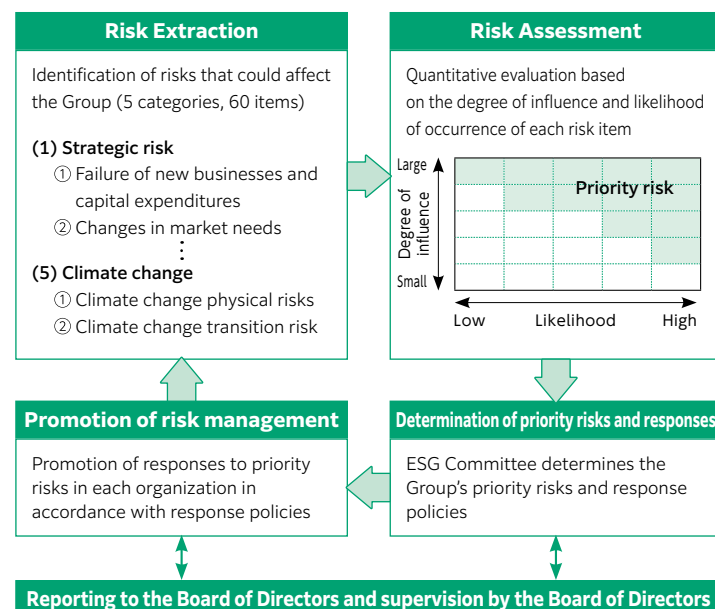 Risk Extraction
Identification of risks that could affect
the Group (5 categories, 60 items)
(1) Strategic risk
① Failure of new businesses and
capital expenditures
② Changes in market needs
⋮
(5) Climate change
① Climate change physical risks
② Climate change transition risk
Risk Assessment
Quantitative evaluation based
on the degree of influence and likelihood
of occurrence of each risk item
Large
Degree of
influence
Small
Priority risk
Low Likelihood High
Promotion of risk management
Promotion of responses to priority
risks in each organization in
accordance with response policies
Determination of priority risks and responses
ESG Committee determines the
Group's priority risks and response
policies
Reporting to the Board of Directors and supervision by the Board of Directors